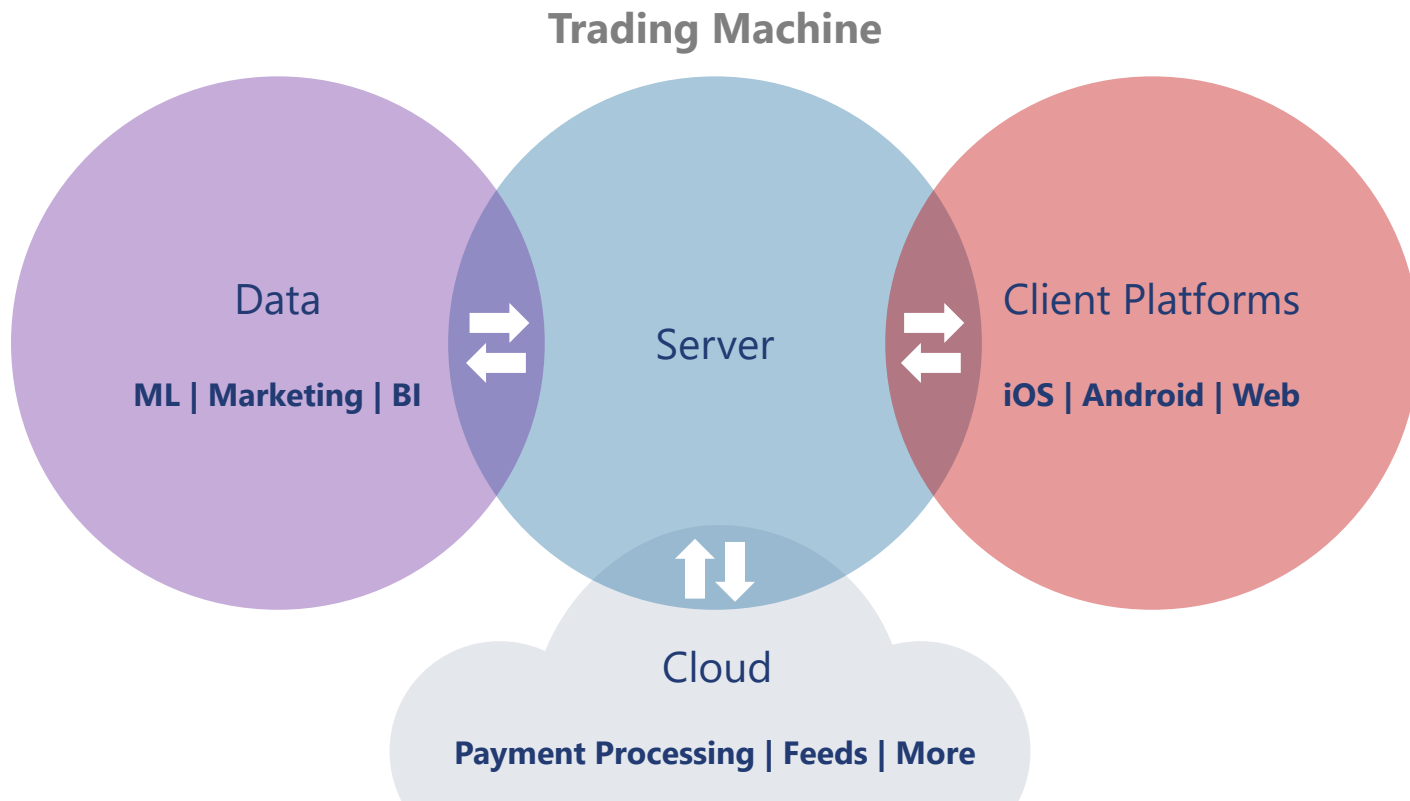 Trading Machine
Data
ML | Marketing | BI
Server
Client Platforms
iOS | Android | Web
Cloud
Payment Processing | Feeds | More